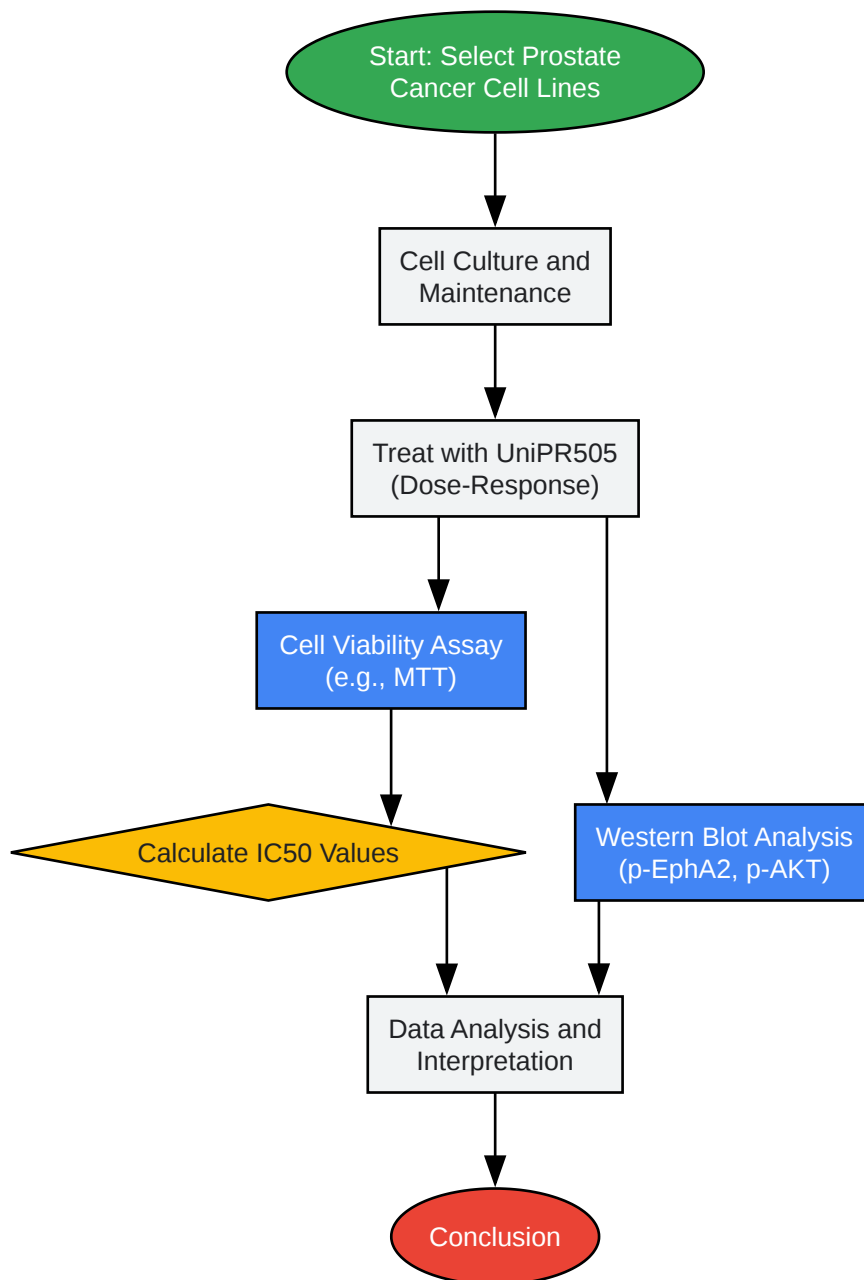 Start: Select Prostate
Cancer Cell Lines
Cell Culture and
Maintenance
Treat with UniPR505
(Dose-Response)
Cell Viability Assay
(e.g., MTT)
Calculate IC50 Values
Western Blot Analysis
(p-EphA2, p-AKT)
Data Analysis and
Interpretation
Conclusion